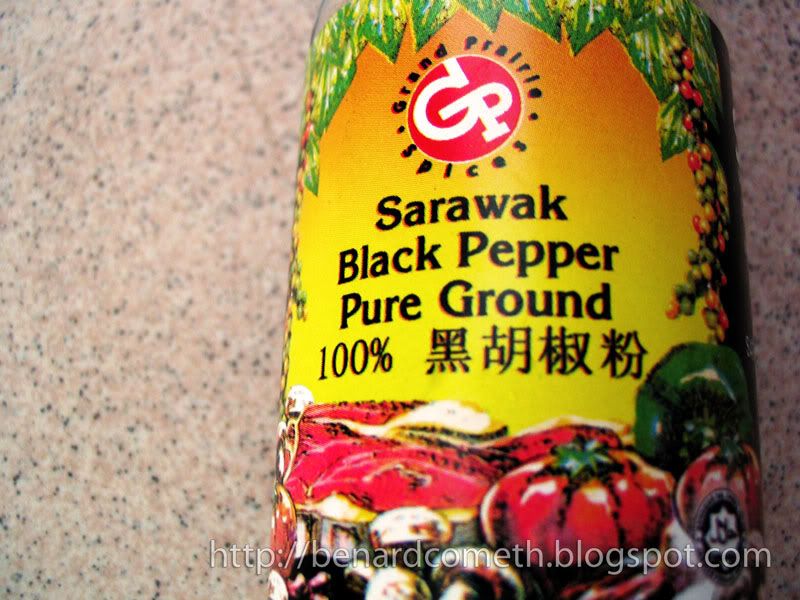 Grand Prairie
GP
Spices
Sarawak
Black Pepper
Pure Ground
100% 黑胡椒粉
http://benardcometh.blogspot.com